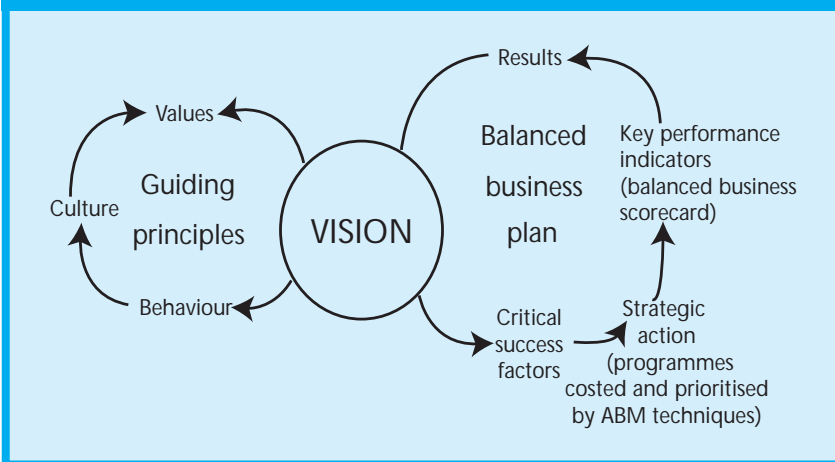 Results
Values
Balanced
business
plan
Key performance
indicators
(balanced business
scorecard)
Guiding
principles
Culture
VISION
Behaviour
Critical
success
factors
Strategic
action
(programmes
costed and prioritised
by ABM techniques)